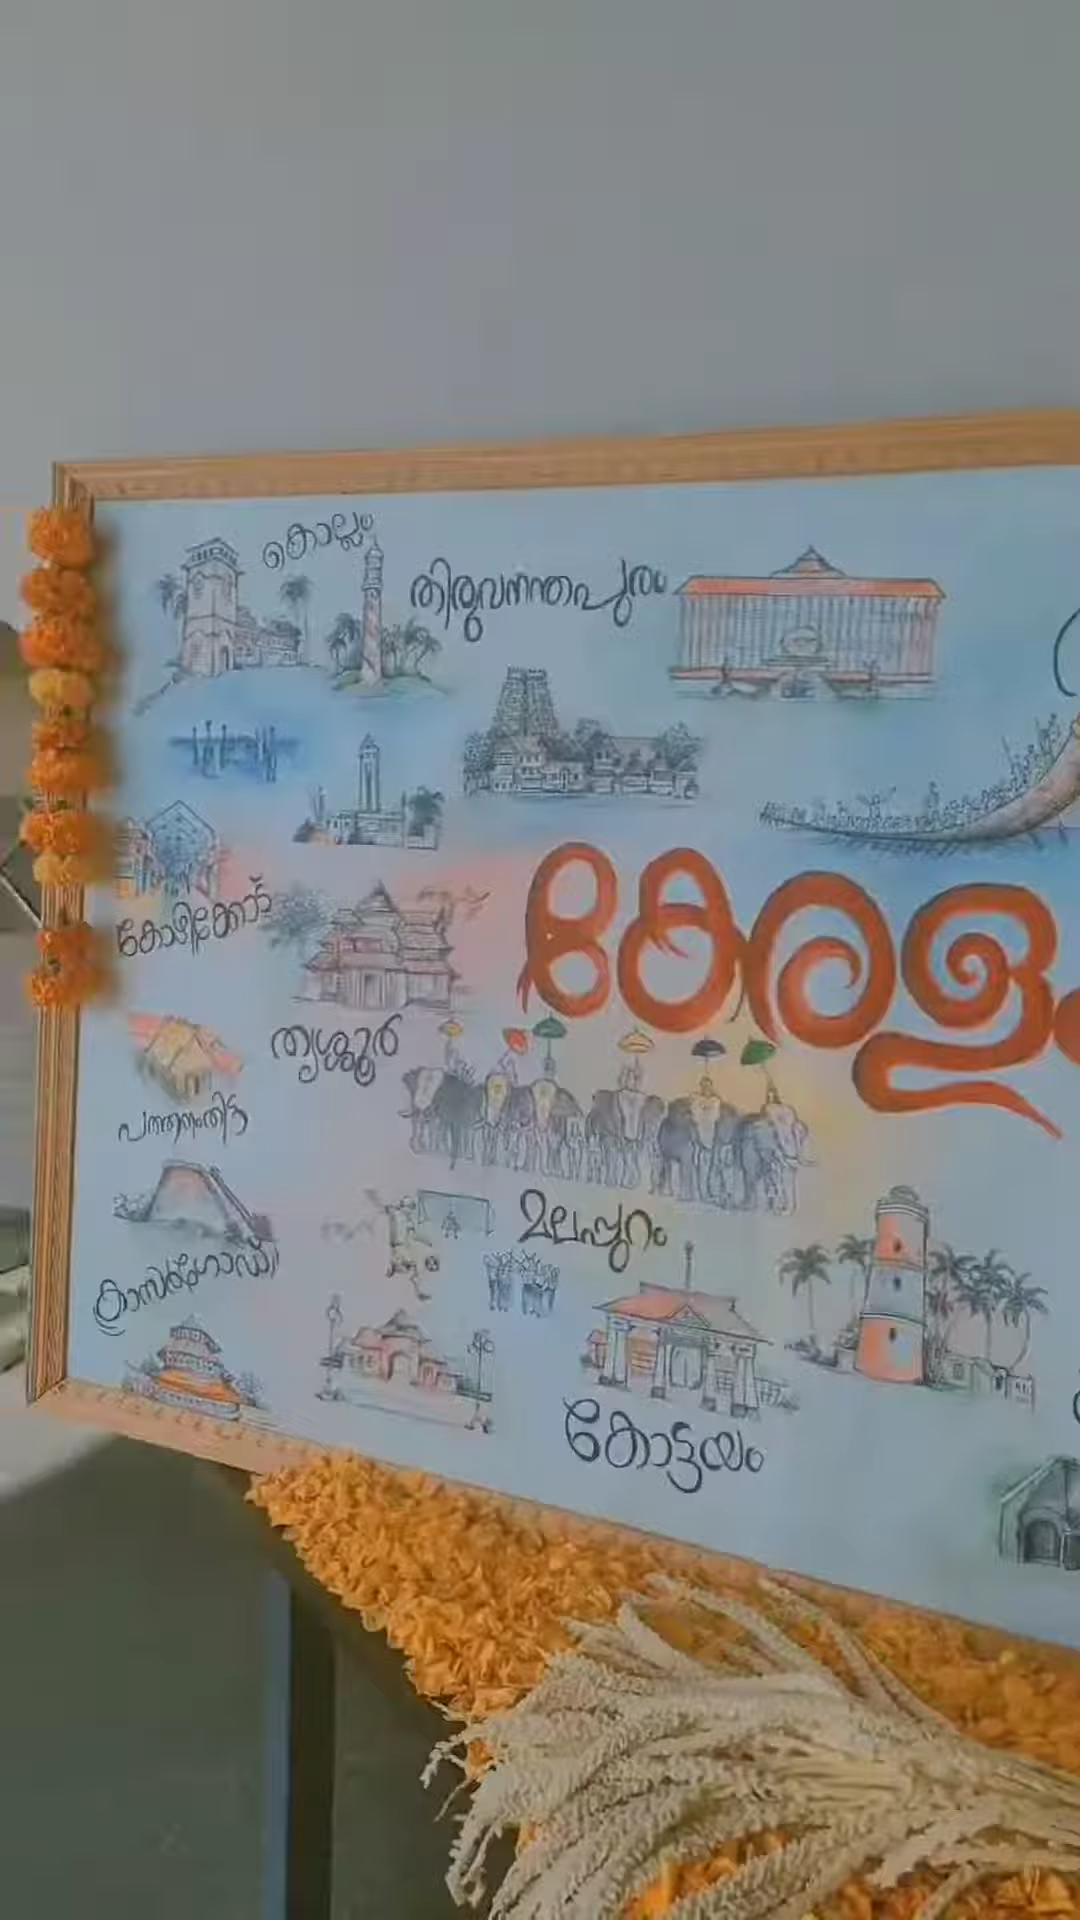 കൊല്ലം
തിരുവനന്തപുരം
കേരള
കോഴിക്കോട്
തൃശ്ശൂർ
പത്തനംതിട്ട
മലപ്പുറം
കാസർഗോഡ്
കോട്ടയം